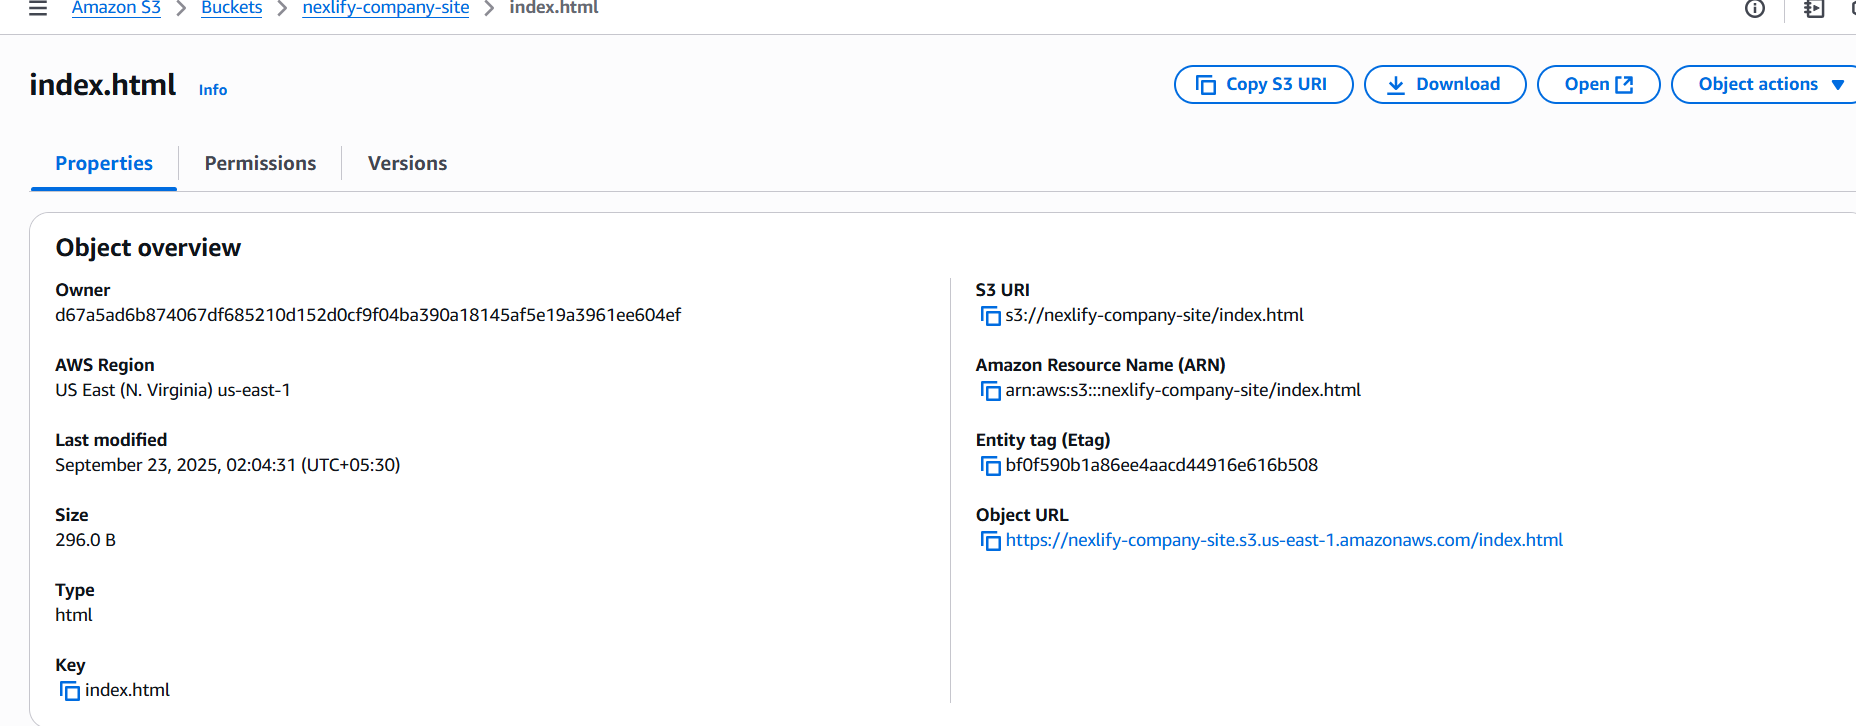 Amazon S3 > Buckets > nexlify-company-site > index.html
index.html Info
Copy S3 URI Download Open Object actions
Properties Permissions Versions
Object overview
Owner
d67a5ad6b874067df685210d152d0cf9f04ba390a18145af5e19a3961ee604ef
AWS Region
US East (N. Virginia) us-east-1
Last modified
September 23, 2025, 02:04:31 (UTC+05:30)
Size
296.0 B
Type
html
Key
index.html
S3 URI
s3://nexlify-company-site/index.html
Amazon Resource Name (ARN)
arn:aws:s3:::nexlify-company-site/index.html
Entity tag (Etag)
bf0f590b1a86ee4aacd44916e616b508
Object URL
https://nexlify-company-site.s3.us-east-1.amazonaws.com/index.html